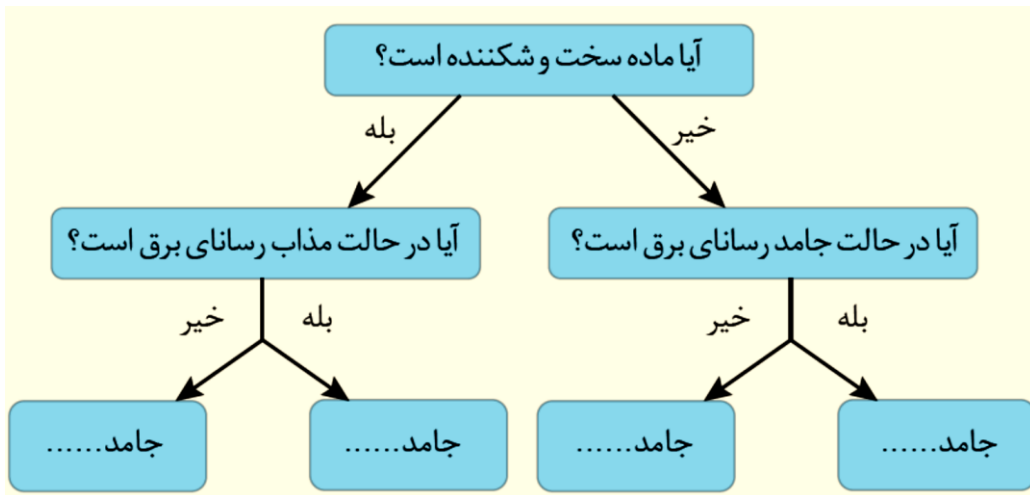 آیا ماده سخت و شکننده است؟
خیر
بله
آیا در حالت جامد رسانای برق است؟
آیا در حالت مذاب رسانای برق است؟
بله
خیر
بله
خیر
جامد......
جامد......
جامد......
جامد......